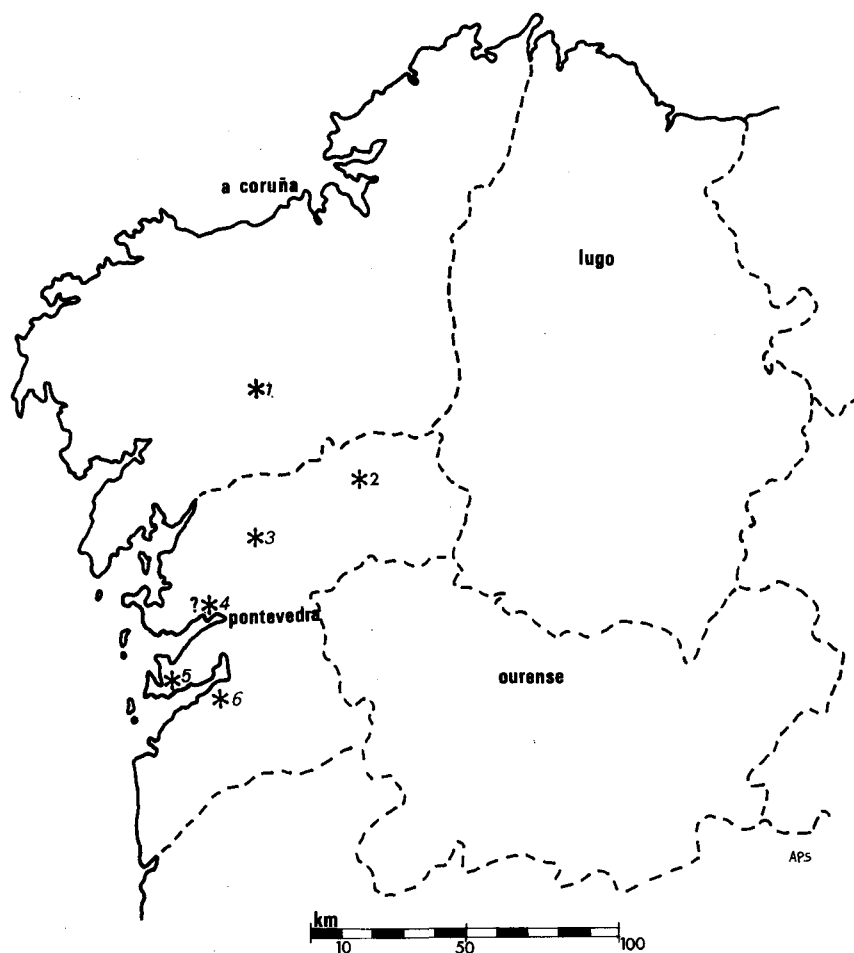 a coruña
lugo
*1
*2
*3
?*4
pontevedra
*5
ourense
*6
APS
km
10 50 100